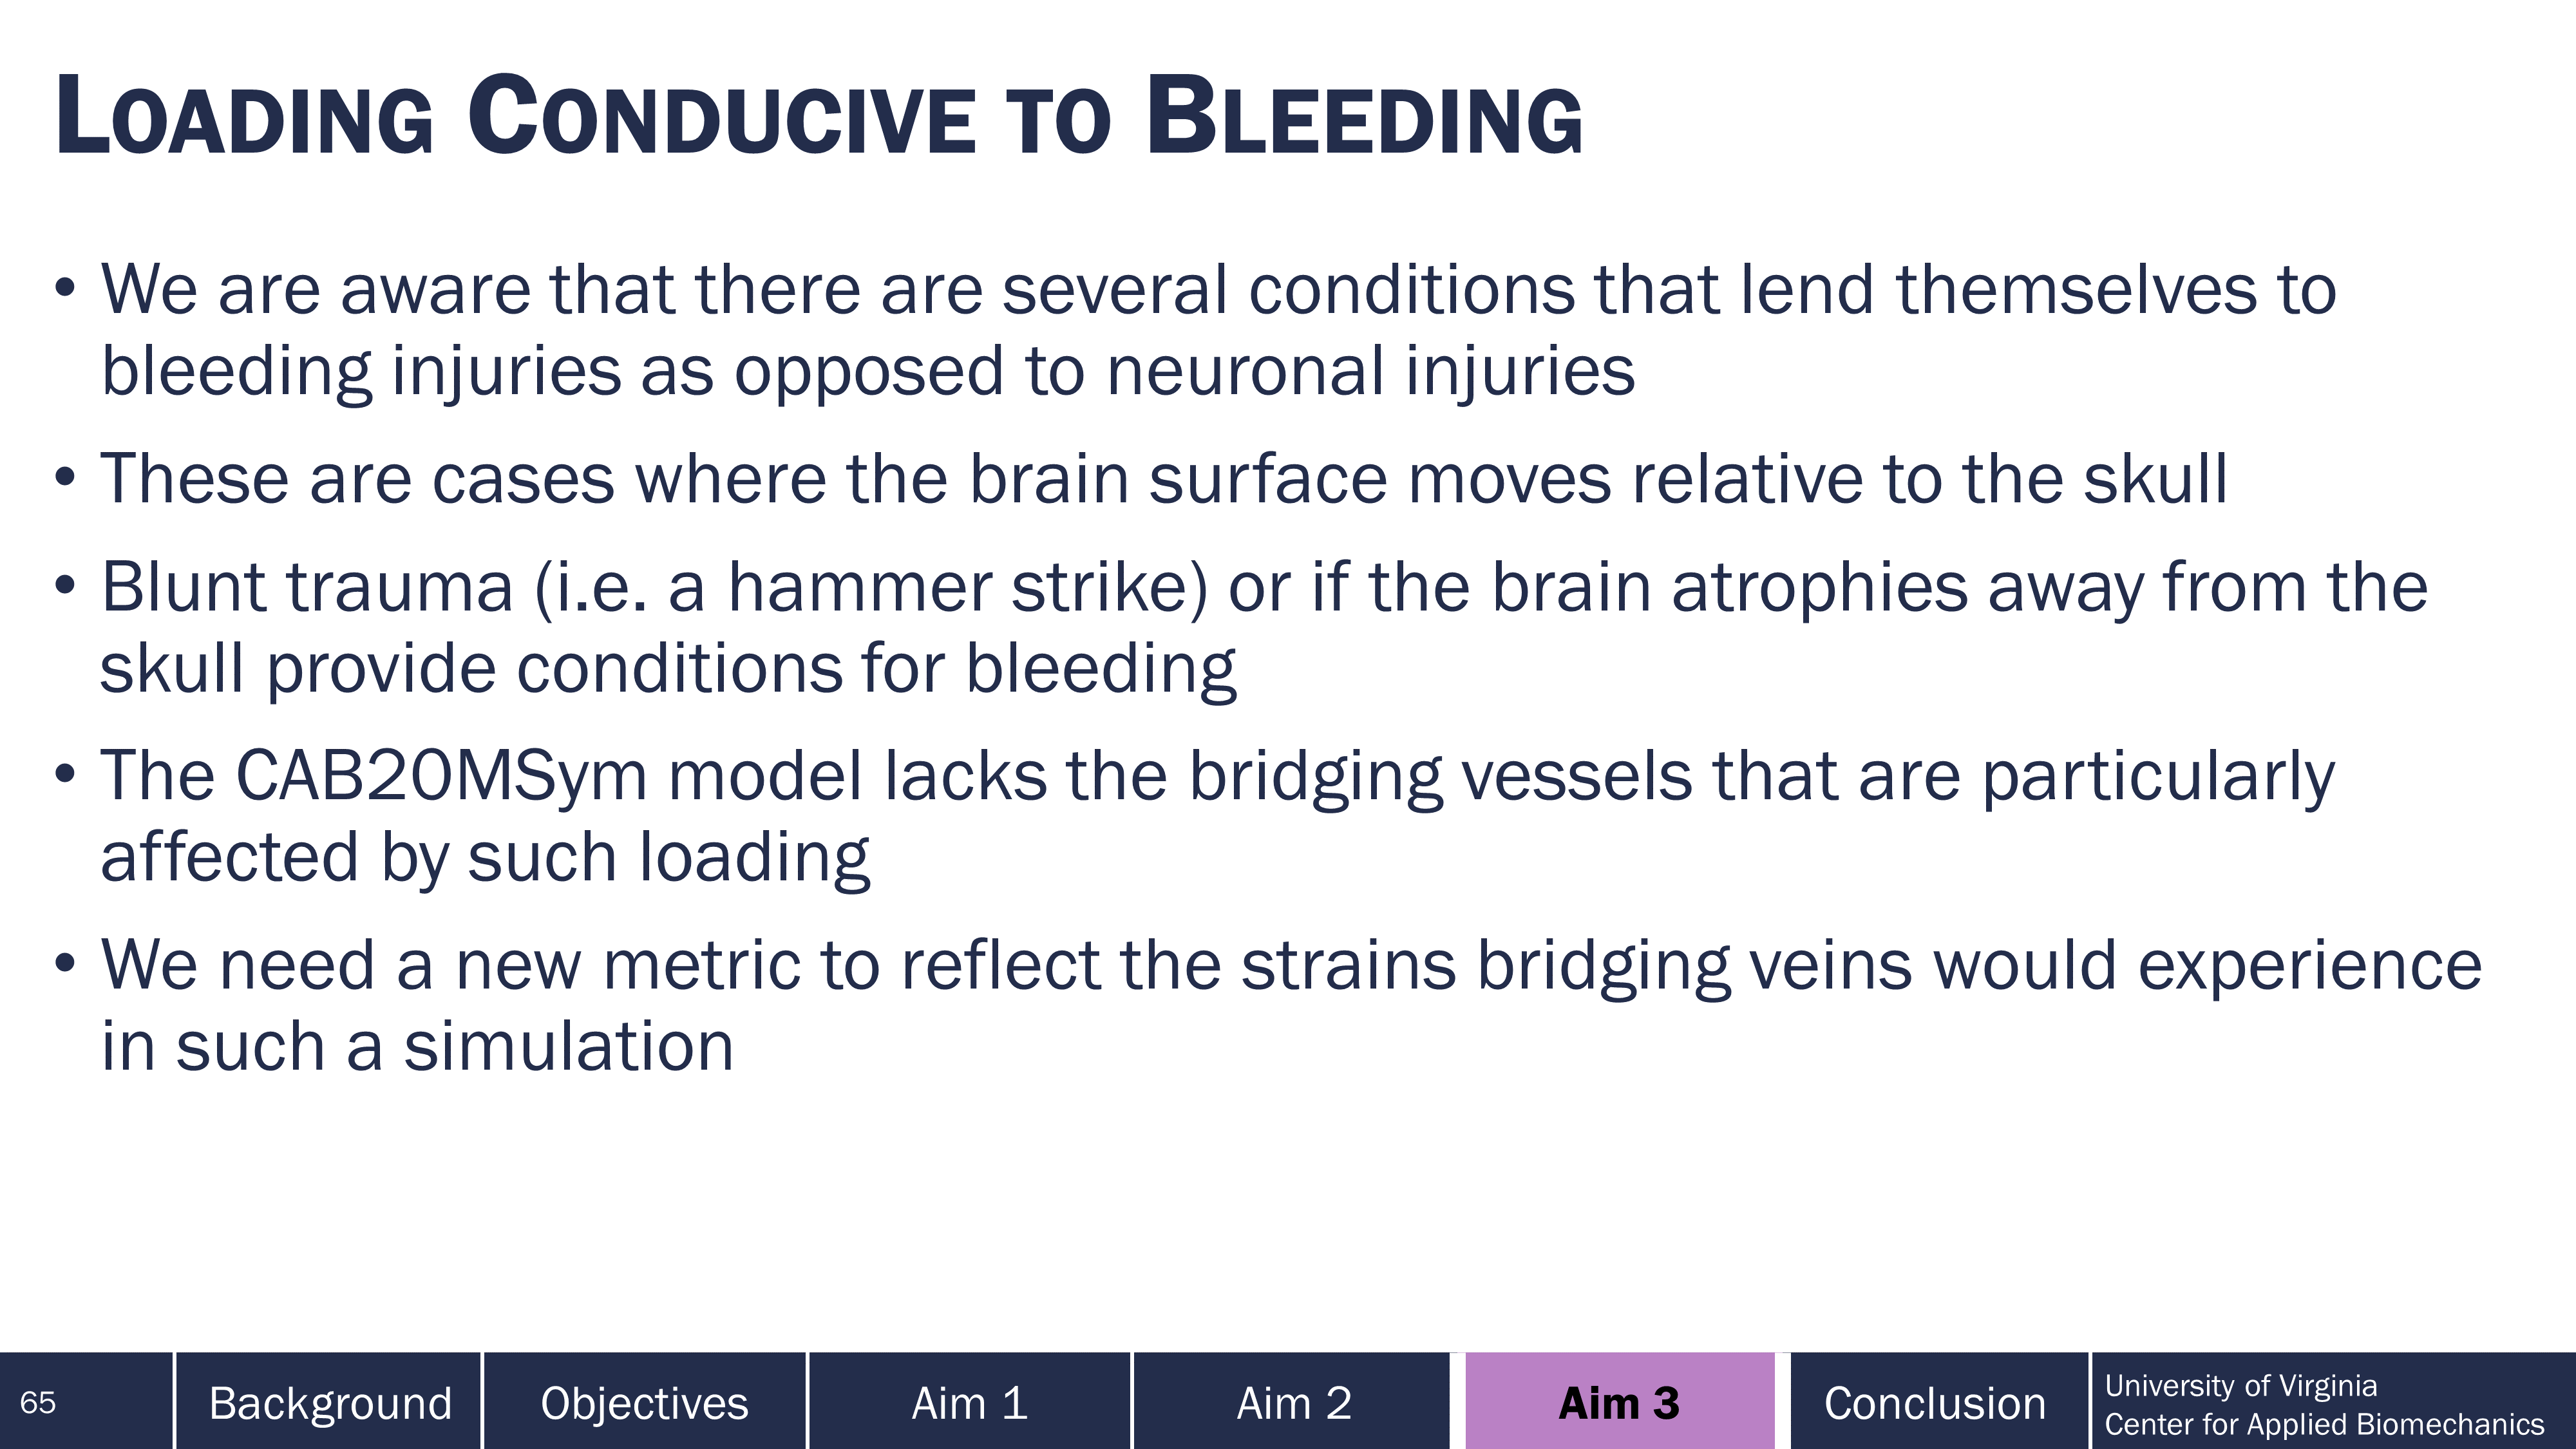 LOADING CONDUCIVE TO BLEEDING
• We are aware that there are several conditions that lend themselves to
bleeding injuries as opposed to neuronal injuries
• These are cases where the brain surface moves relative to the skull
• Blunt trauma (i.e. a hammer strike) or if the brain atrophies away from the
skull provide conditions for bleeding
• The CAB20MSym model lacks the bridging vessels that are particularly
affected by such loading
• We need a new metric to reflect the strains bridging veins would experience
in such a simulation
65
Background
Objectives
Aim 1
Aim 2
Aim 3
Conclusion
University of Virginia
Center for Applied Biomechanics